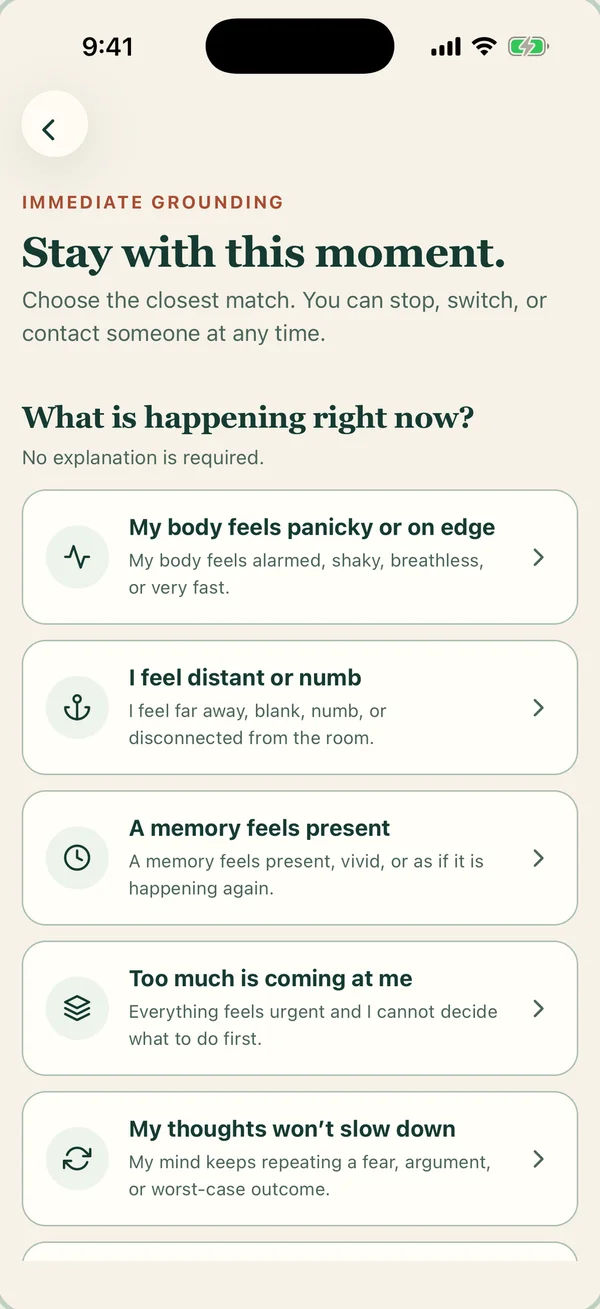 9:41
IMMEDIATE GROUNDING
Stay with this moment.
Choose the closest match. You can stop, switch, or
contact someone at any time.
What is happening right now?
No explanation is required.
My body feels panicky or on edge
My body feels alarmed, shaky, breathless,
or very fast.
I feel distant or numb
I feel far away, blank, numb, or
disconnected from the room.
A memory feels present
A memory feels present, vivid, or as if it is
happening again.
Too much is coming at me
Everything feels urgent and I cannot decide
what to do first.
My thoughts won’t slow down
My mind keeps repeating a fear, argument,
or worst-case outcome.